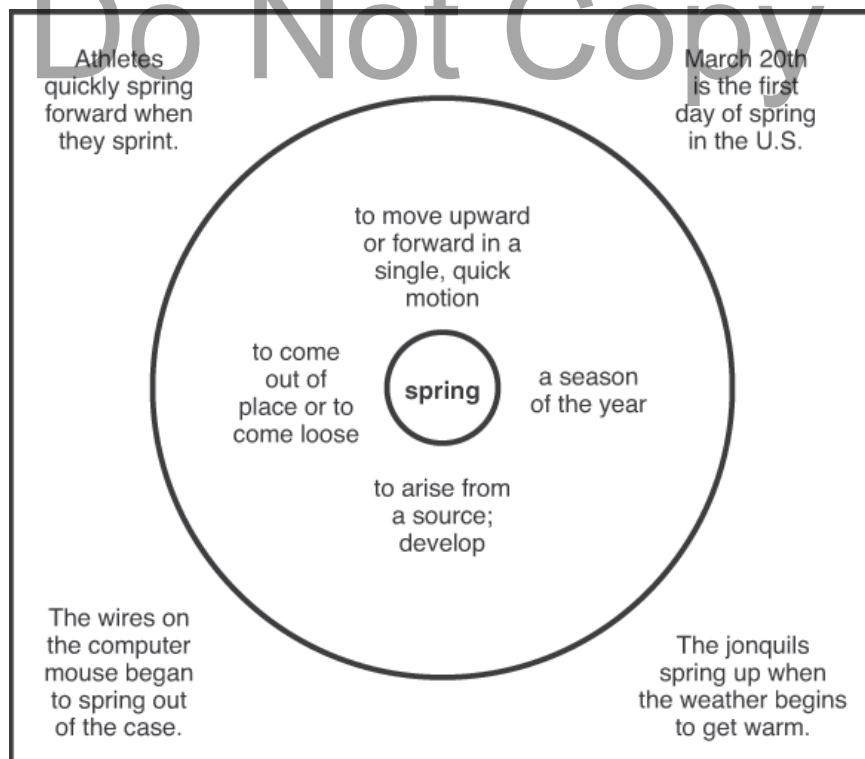 Do Not Copy
Athletes
quickly spring
forward when
they sprint.
March 20th
is the first
day of spring
in the U.S.
to move upward
or forward in a
single, quick
motion
to come
out of
place or to
come loose
spring
a season
of the year
to arise from
a source;
develop
The wires on
the computer
mouse began
to spring out
of the case.
The jonquils
spring up when
the weather begins
to get warm.